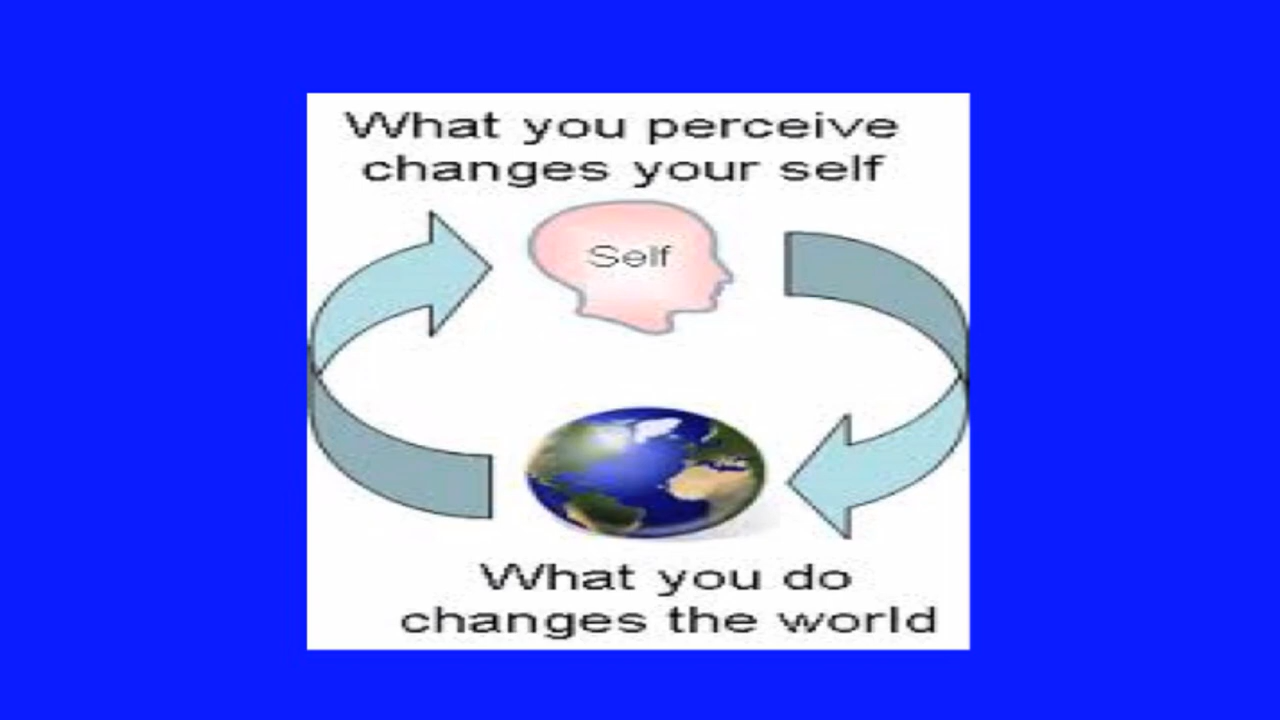 What you perceive
changes your self
Self
What you do
changes the world